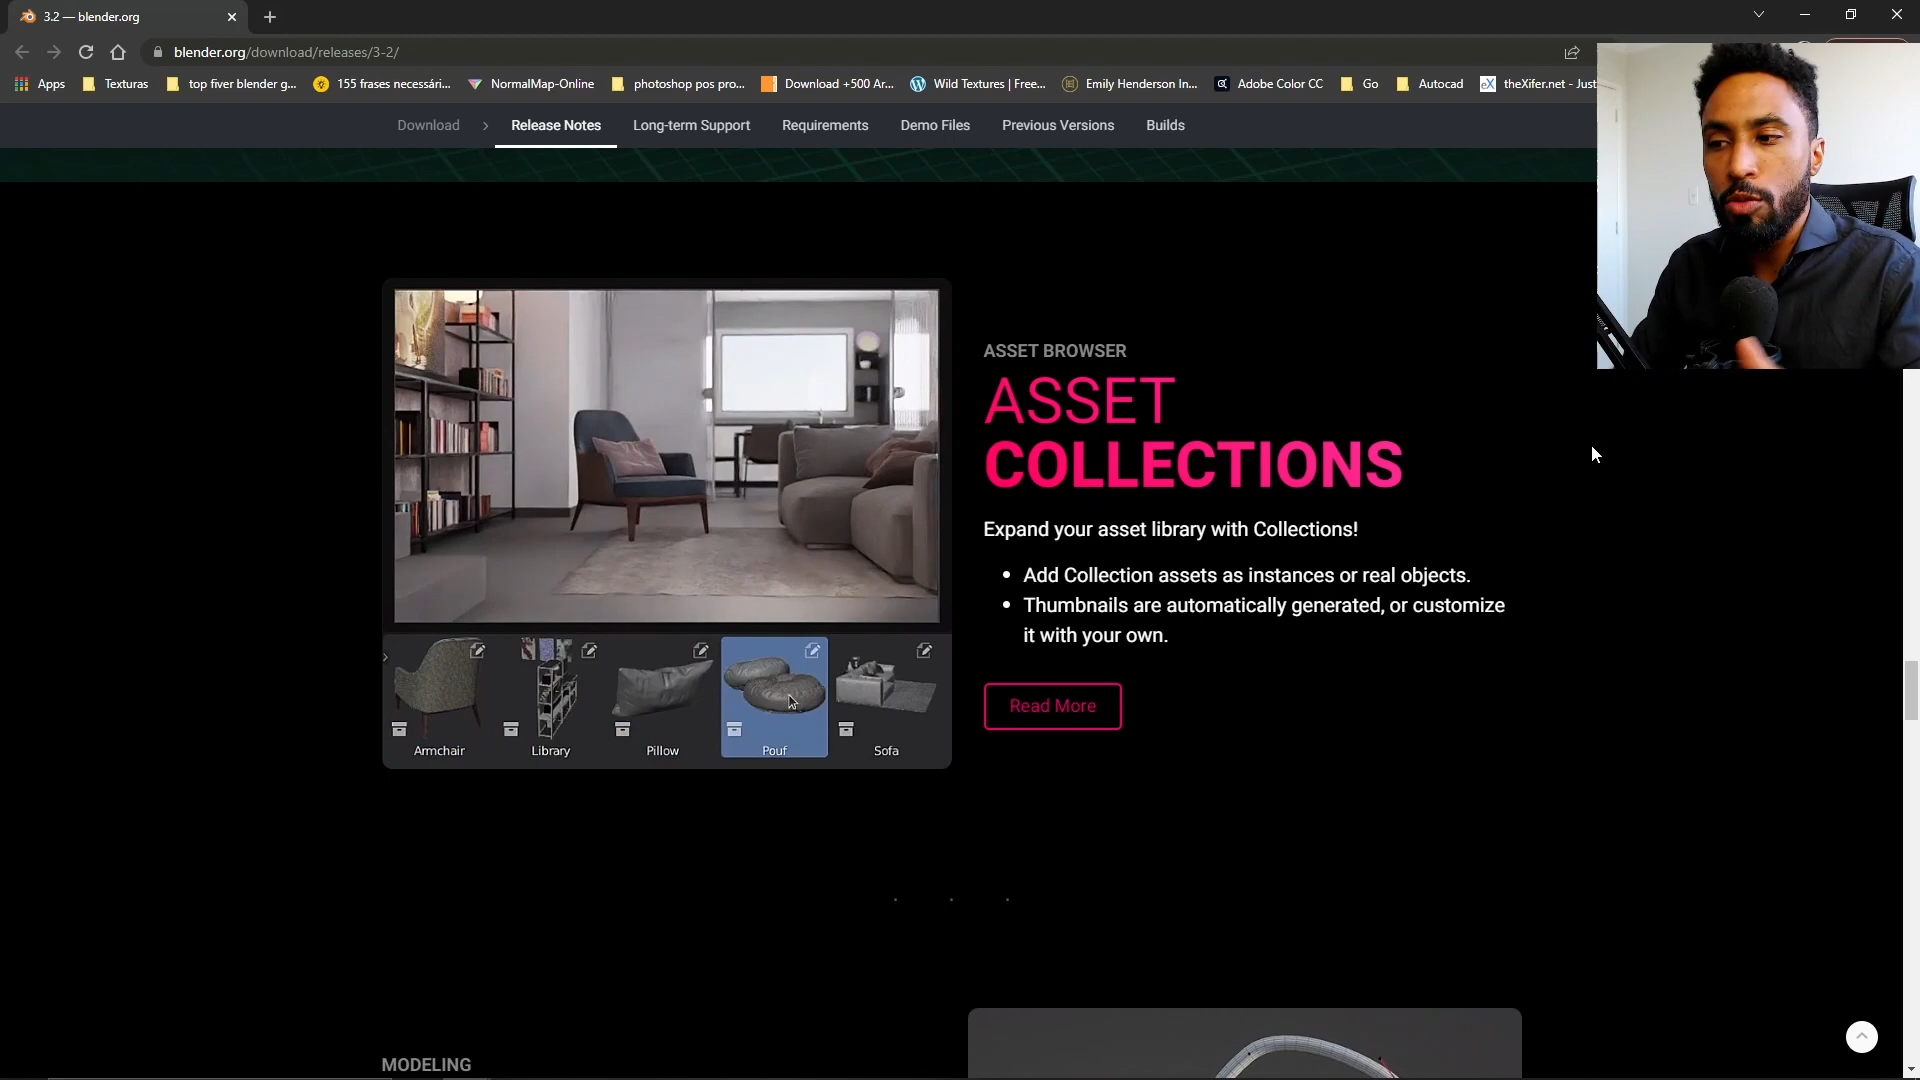 3.2 — blender.org
blender.org/download/releases/3-2/
Apps Texturas top fiver blender g... 155 frases necessári... NormalMap-Online photoshop pos pro... Download +500 Ar... Wild Textures | Free... Emily Henderson In... Adobe Color CC Go Autocad theXifer.net - Just
Download > Release Notes Long-term Support Requirements Demo Files Previous Versions Builds
ASSET BROWSER
ASSET
COLLECTIONS
Expand your asset library with Collections!
• Add Collection assets as instances or real objects.
• Thumbnails are automatically generated, or customize
it with your own.
Read More
Armchair Library Pillow Pouf Sofa
MODELING